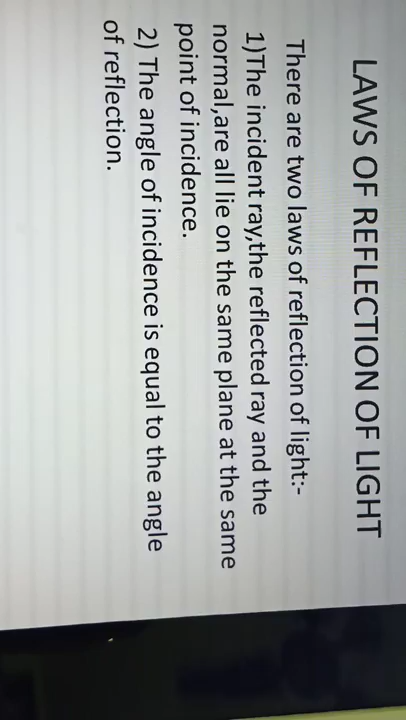 LAWS OF REFLECTION OF LIGHT
There are two laws of reflection of light:-
1)The incident ray,the reflected ray and the
normal,are all lie on the same plane at the same
point of incidence.
2) The angle of incidence is equal to the angle
of reflection.